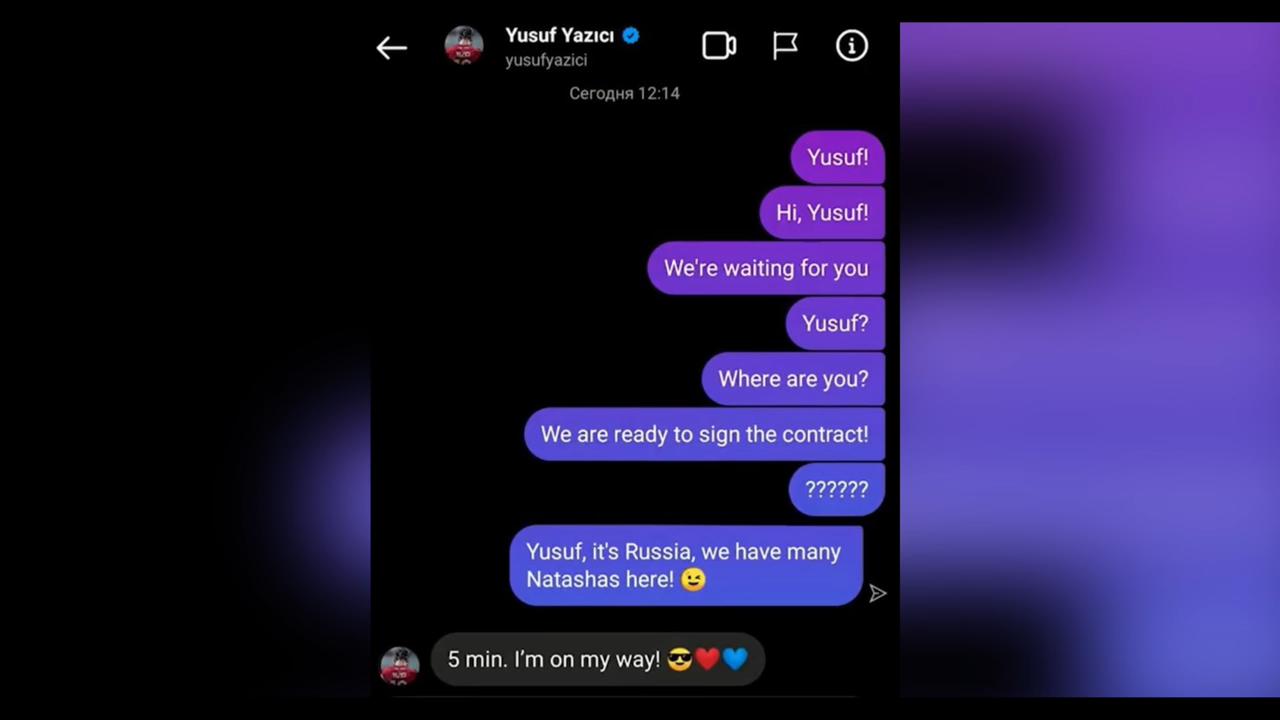 Yusuf Yazıcı
yusufyazici
Сегодня 12:14
Yusuf!
Hi, Yusuf!
We're waiting for you
Yusuf?
Where are you?
We are ready to sign the contract!
??????
Yusuf, it's Russia, we have many
Natashas here! 😉
5 min. I’m on my way! 😎❤️💙